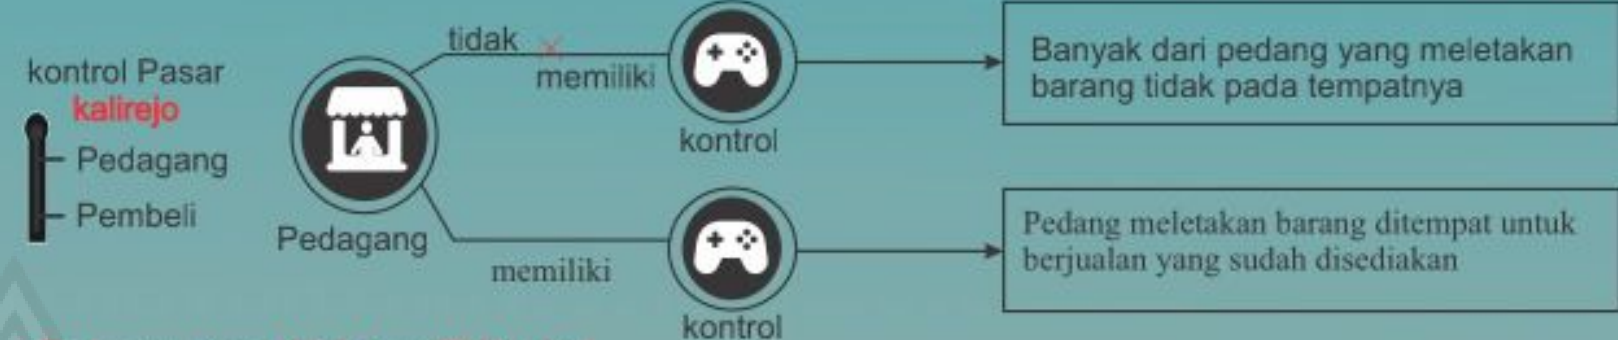 kontrol Pasar
kalirejo
Pedagang
Pembeli
Pedagang
tidak
memiliki
kontrol
Banyak dari pedang yang meletakan
barang tidak pada tempatnya
memiliki
kontrol
Pedang meletakan barang ditempat untuk
berjualan yang sudah disediakan